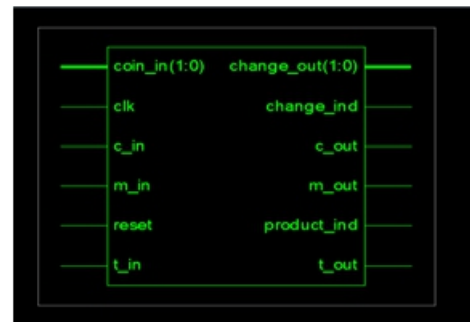 coin_in(1:0) change_out(1:0)
clk change_ind
c_in c_out
m_in m_out
reset product_ind
t_in t_out